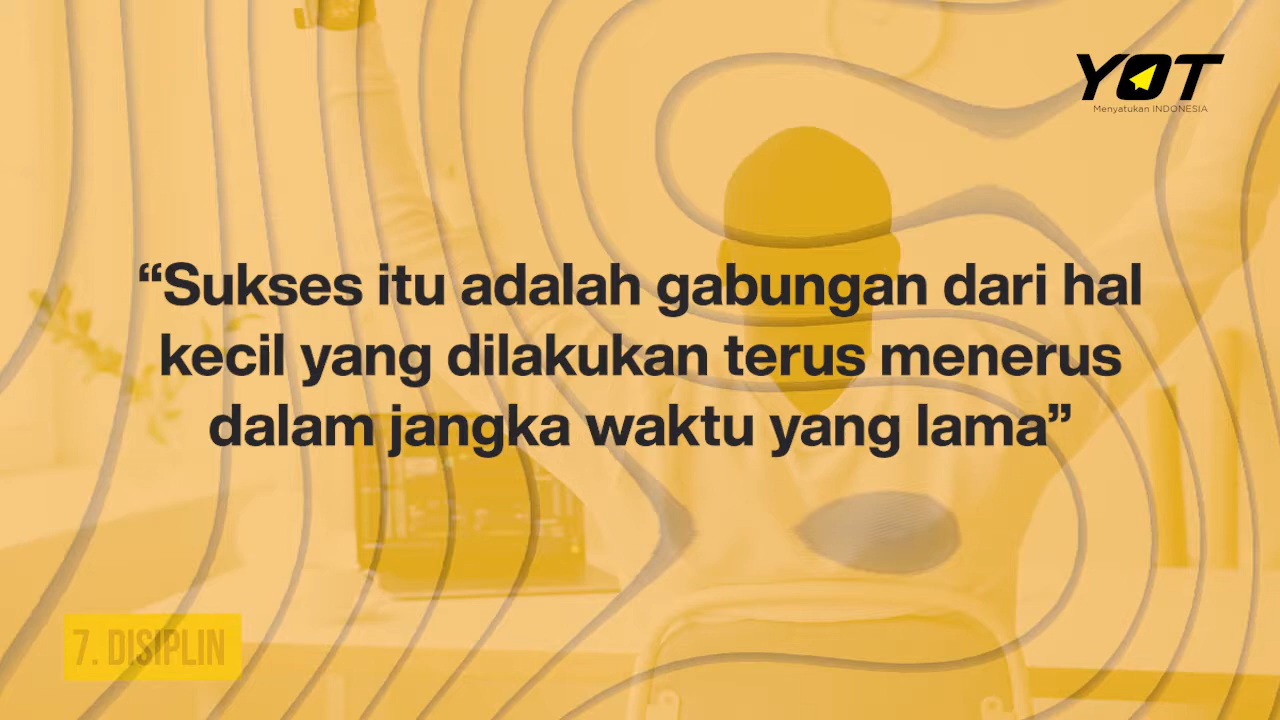 YOT
Menyatukan INDONESIA
“Sukses itu adalah gabungan dari hal
kecil yang dilakukan terus menerus
dalam jangka waktu yang lama”
7. DISIPLIN